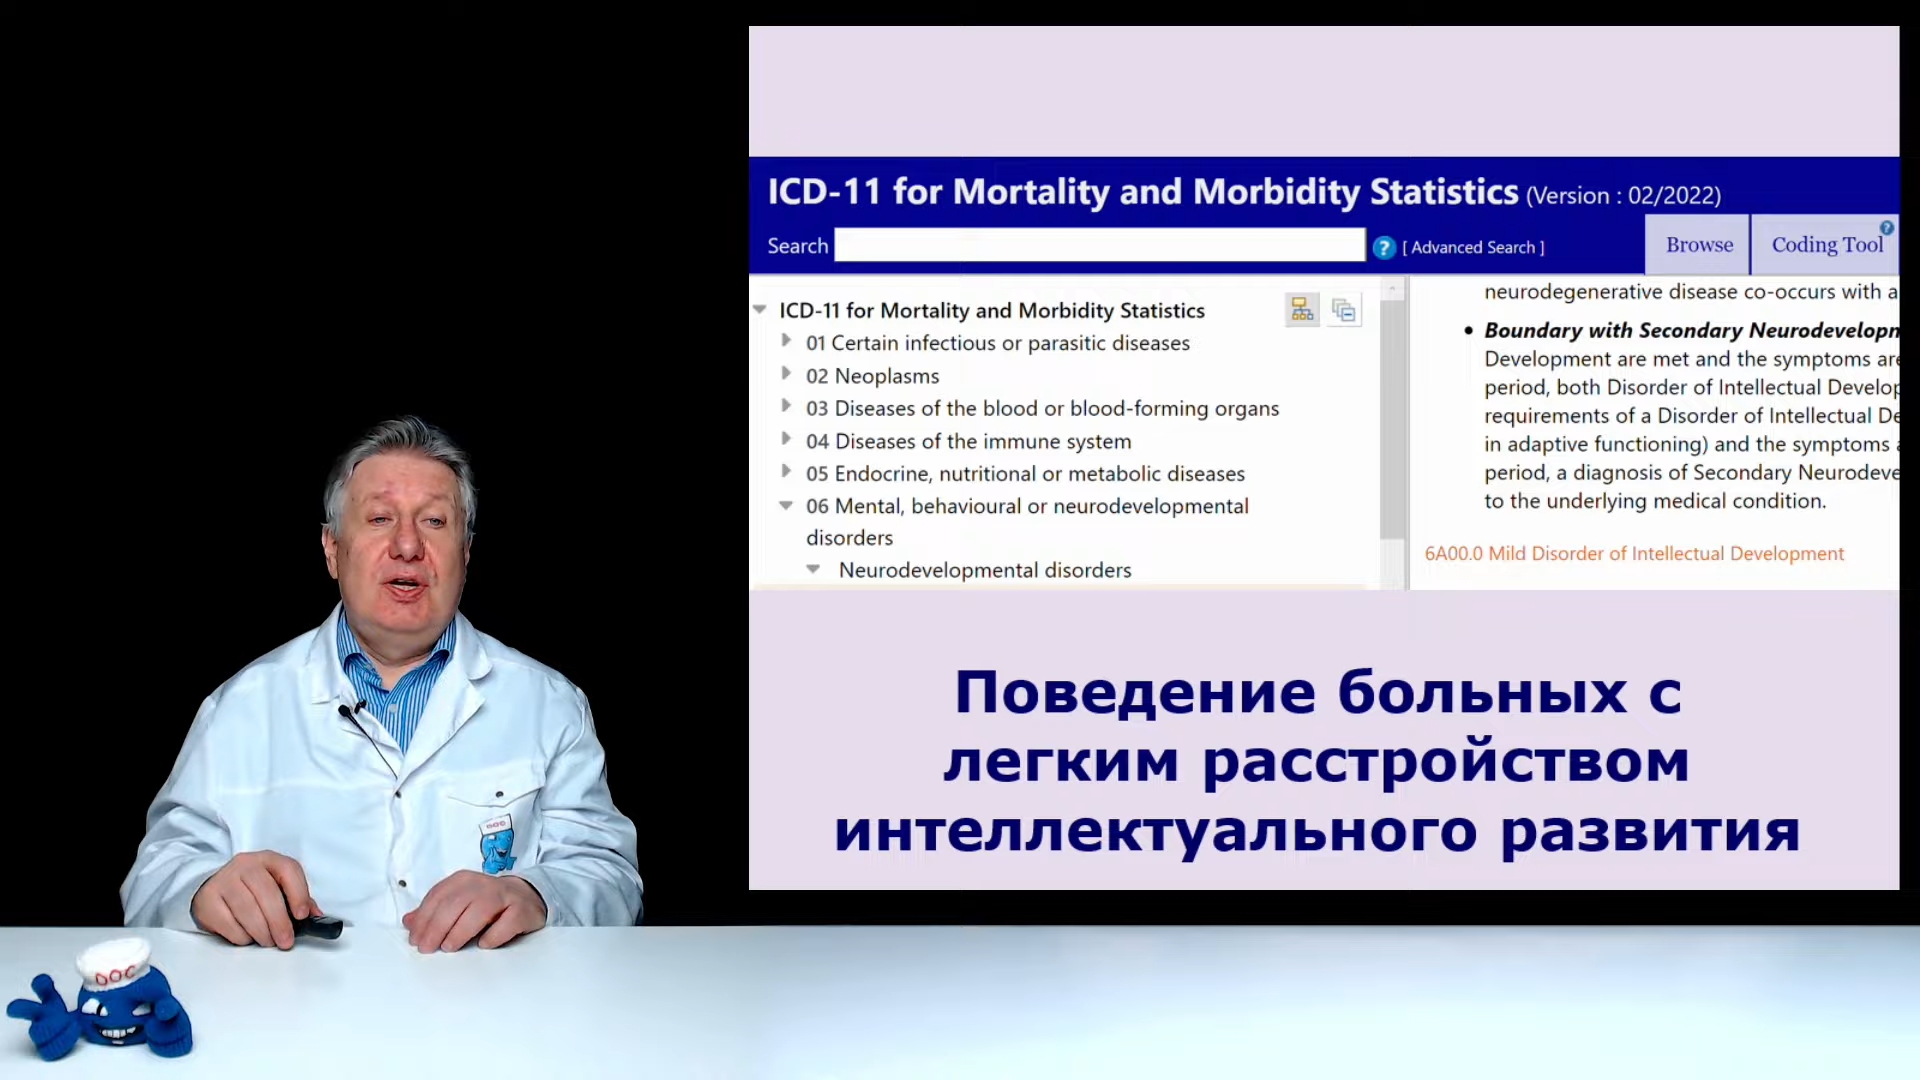 ICD-11 for Mortality and Morbidity Statistics (Version : 02/2022)
Search
? [ Advanced Search ]
Browse
Coding Tool
?
ICD-11 for Mortality and Morbidity Statistics
01 Certain infectious or parasitic diseases
02 Neoplasms
03 Diseases of the blood or blood-forming organs
04 Diseases of the immune system
05 Endocrine, nutritional or metabolic diseases
06 Mental, behavioural or neurodevelopmental
disorders
Neurodevelopmental disorders
neurodegenerative disease co-occurs with a
• Boundary with Secondary Neurodevelopn
Development are met and the symptoms are
period, both Disorder of Intellectual Develop
requirements of a Disorder of Intellectual De
in adaptive functioning) and the symptoms a
period, a diagnosis of Secondary Neurodeve
to the underlying medical condition.
6A00.0 Mild Disorder of Intellectual Development
Поведение больных с
легким расстройством
интеллектуального развития
DOC
DOC